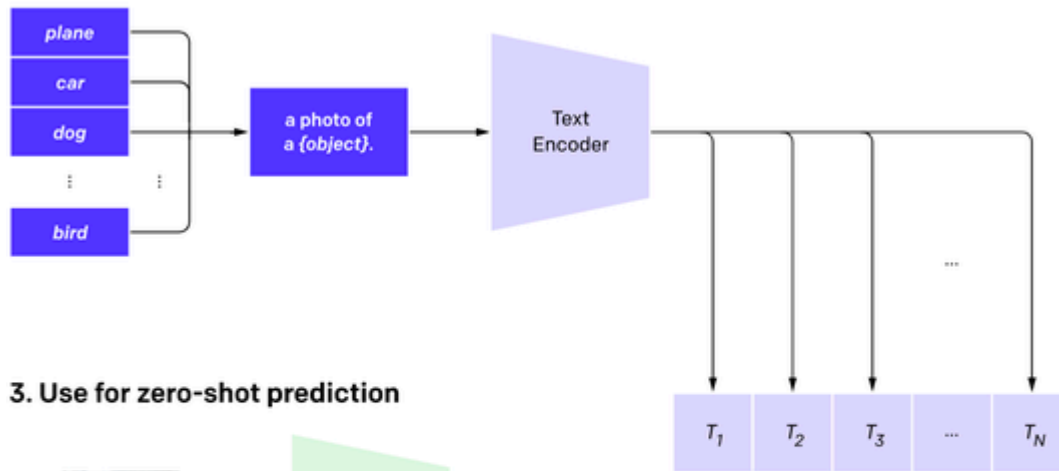 plane
car
dog
bird
a photo of
a {object}.
Text
Encoder
...
3. Use for zero-shot prediction
T1 T2 T3 ... TN